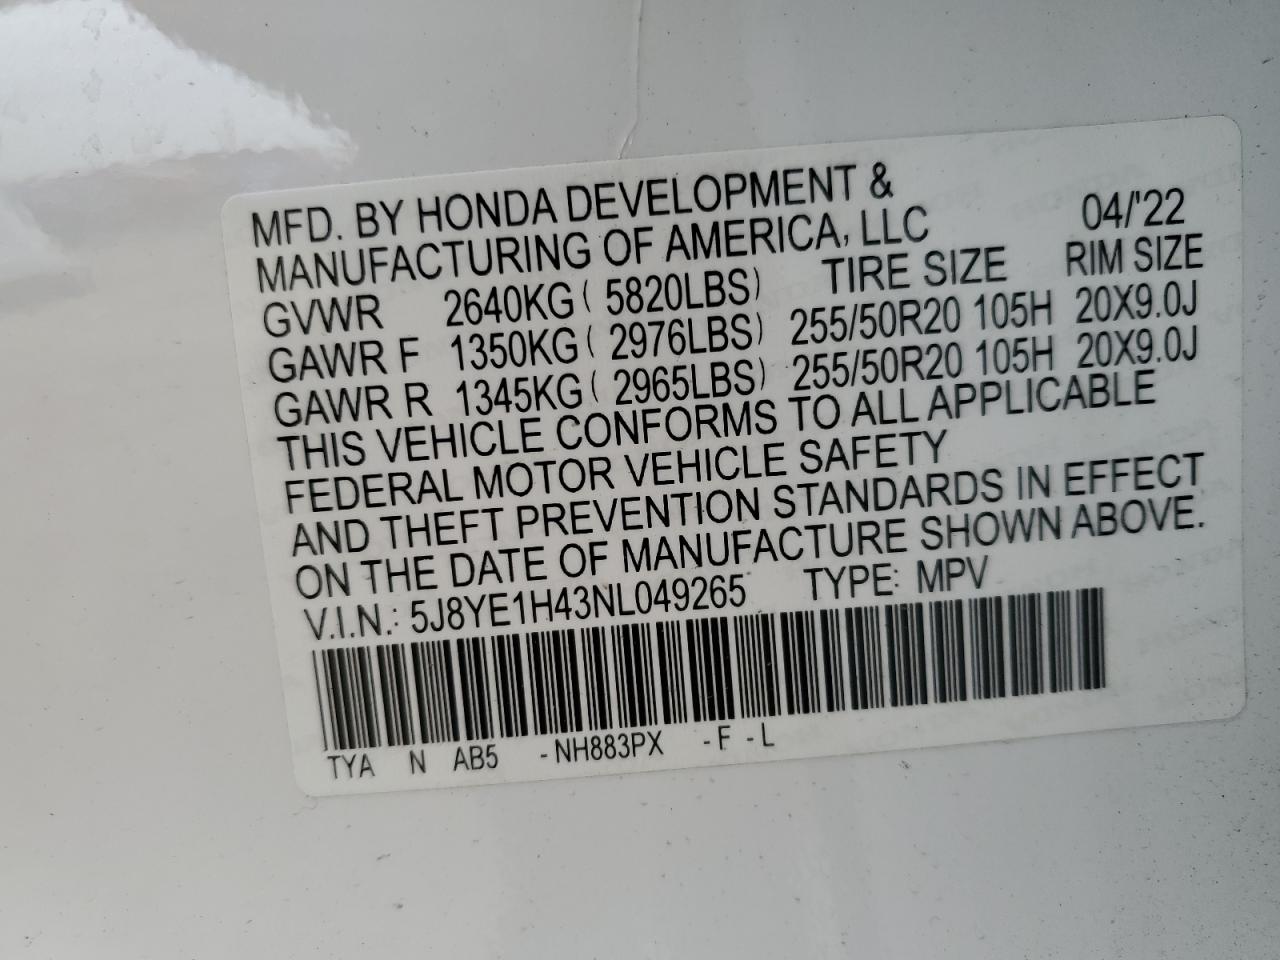 MFD. BY HONDA DEVELOPMENT &
MANUFACTURING OF AMERICA, LLC 04/'22
GVWR 2640KG ( 5820LBS) TIRE SIZE RIM SIZE
GAWR F 1350KG ( 2976LBS) 255/50R20 105H 20X9.0J
GAWR R 1345KG ( 2965LBS) 255/50R20 105H 20X9.0J
THIS VEHICLE CONFORMS TO ALL APPLICABLE
FEDERAL MOTOR VEHICLE SAFETY
AND THEFT PREVENTION STANDARDS IN EFFECT
ON THE DATE OF MANUFACTURE SHOWN ABOVE.
V.I.N.: 5J8YE1H43NL049265 TYPE: MPV
TYA N AB5 -NH883PX -F -L